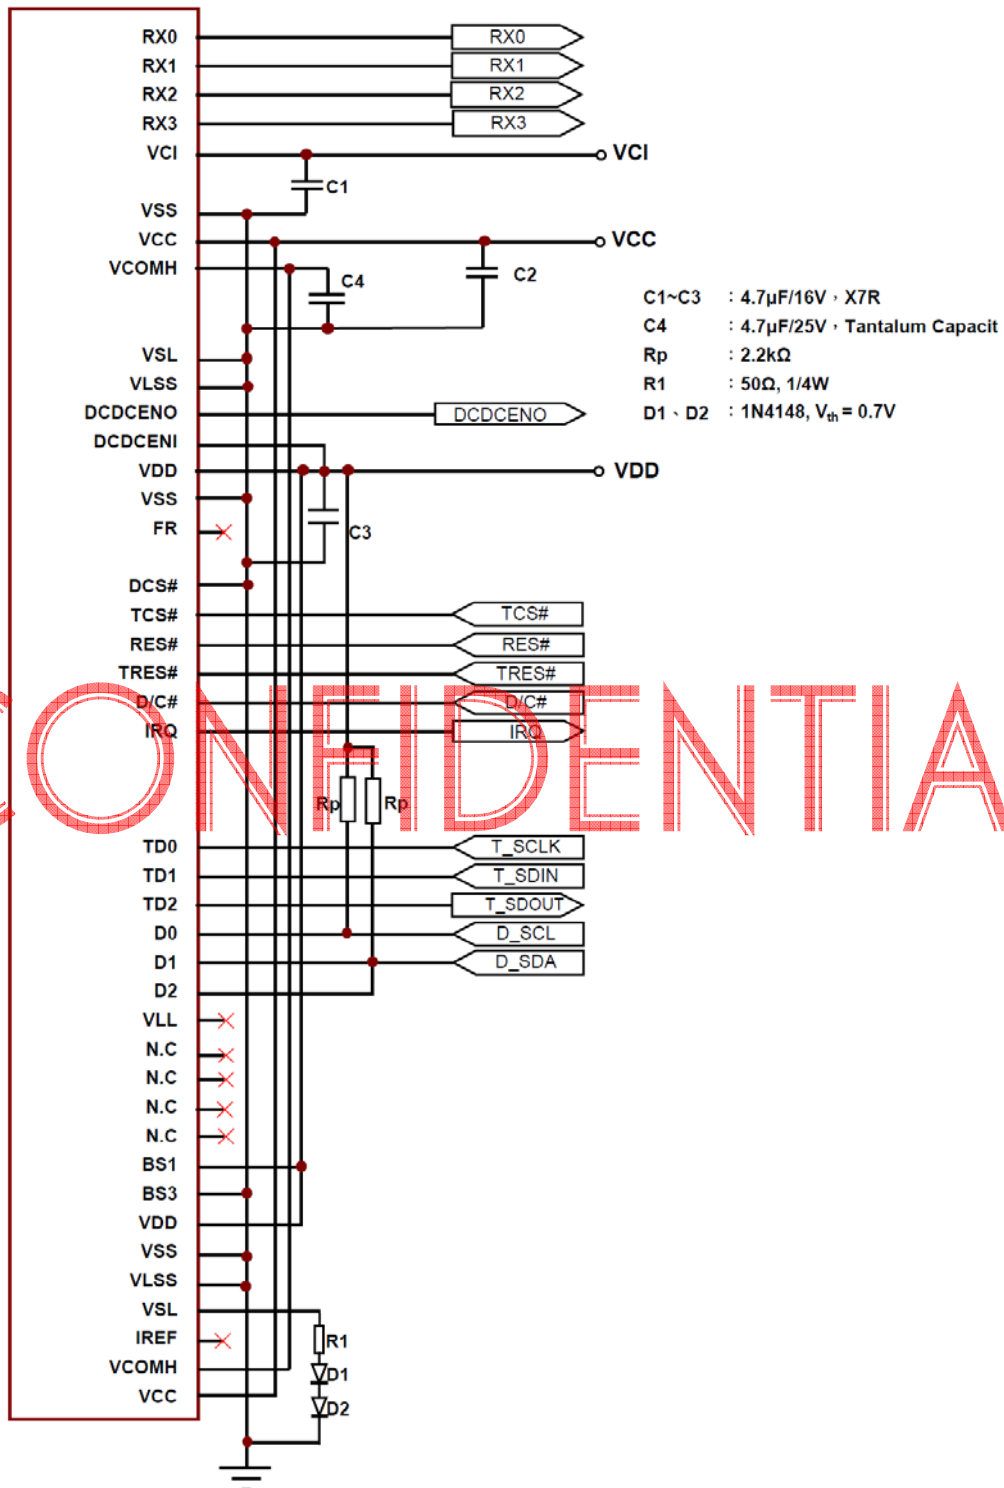 RX0 RX0
RX1 RX1
RX2 RX2
RX3 RX3
VCI VCI
C1
VSS
VCC VCC
VCOMH
C4 C2
C1~C3 : 4.7µF/16V，X7R
C4 : 4.7µF/25V，Tantalum Capacit
VSL
Rp : 2.2kΩ
VLSS
R1 : 50Ω, 1/4W
DCDCENO DCDCENO
D1、D2 : 1N4148, Vth = 0.7V
DCDCENI
VDD VDD
VSS
FR
C3
DCS#
TCS# TCS#
RES# RES#
TRES# TRES#
D/C# D/C#
IRQ IRQ
CONFIDENTIA
Rp Rp
TD0 T_SCLK
TD1 T_SDIN
TD2 T_SDOUT
D0 D_SCL
D1 D_SDA
D2
VLL
N.C
N.C
N.C
N.C
BS1
BS3
VDD
VSS
VLSS
VSL
IREF R1
VCOMH D1
VCC D2